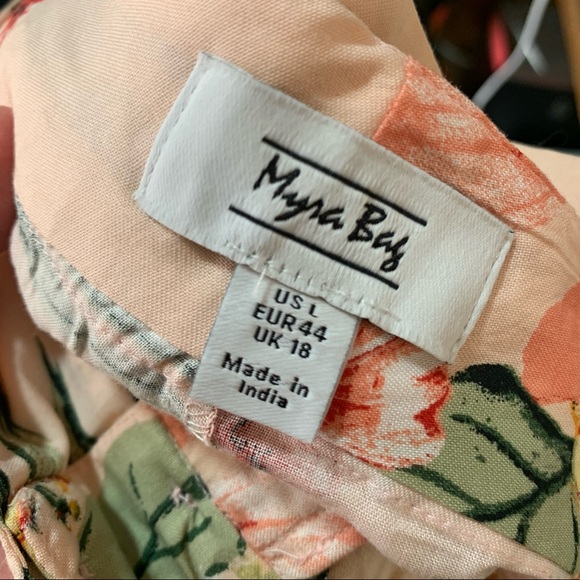 Myra Bag
US L
EUR 44
UK 18
Made in
India